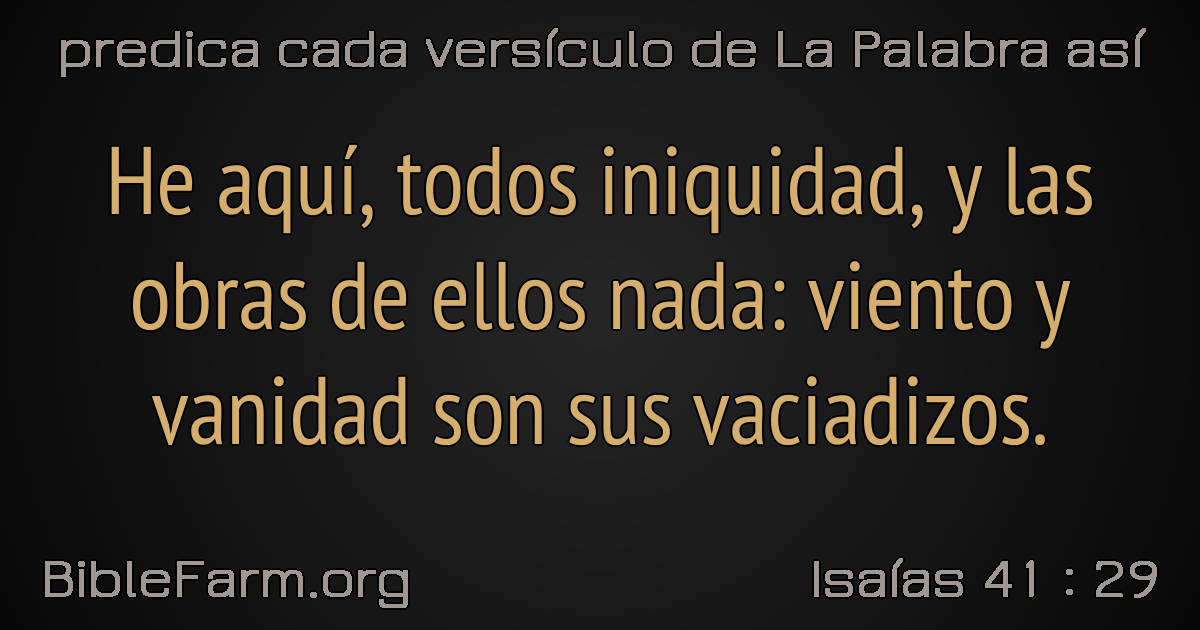 predica cada versículo de La Palabra así
He aquí, todos iniquidad, y las
obras de ellos nada: viento y
vanidad son sus vaciadizos.
BibleFarm.org
Isaías 41 : 29